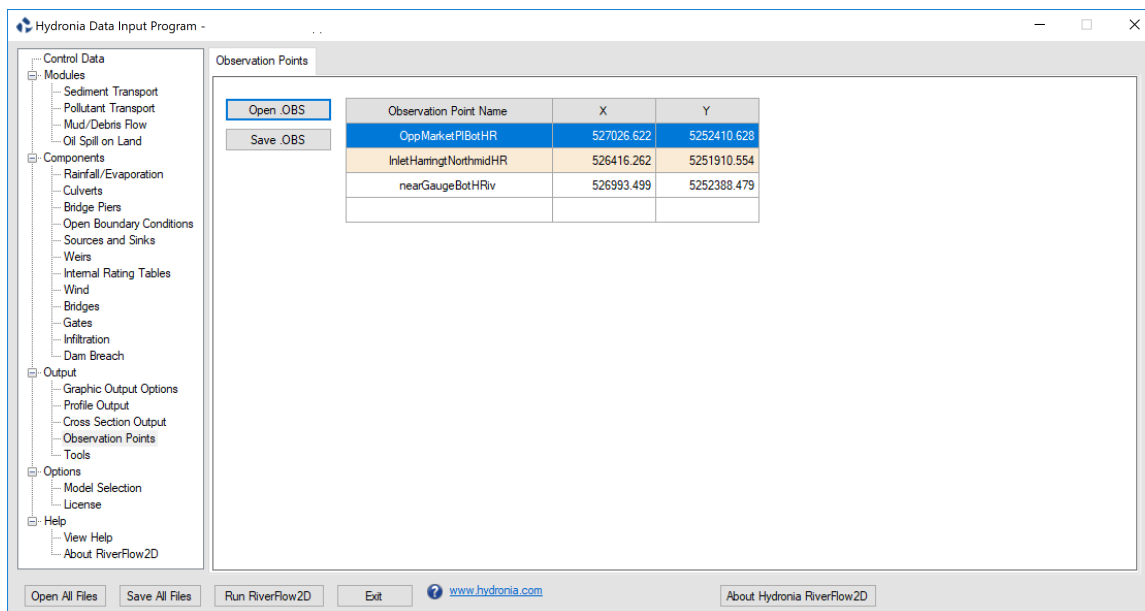 Hydronia Data Input Program -
Control Data
Modules
Sediment Transport
Pollutant Transport
Mud/Debris Flow
Oil Spill on Land
Components
Rainfall/Evaporation
Culverts
Bridge Piers
Open Boundary Conditions
Sources and Sinks
Weirs
Internal Rating Tables
Wind
Bridges
Gates
Infiltration
Dam Breach
Output
Graphic Output Options
Profile Output
Cross Section Output
Observation Points
Tools
Options
Model Selection
License
Help
View Help
About RiverFlow2D
Observation Points
Open .OBS
Save .OBS
Observation Point Name X Y
OppMarketPlBotHR 527026.622 5252410.628
InletHarringtNorthmidHR 526416.262 5251910.554
nearGaugeBotHRiv 526993.499 5252388.479
Open All Files Save All Files Run RiverFlow2D Exit ? www.hydronia.com About Hydronia RiverFlow2D